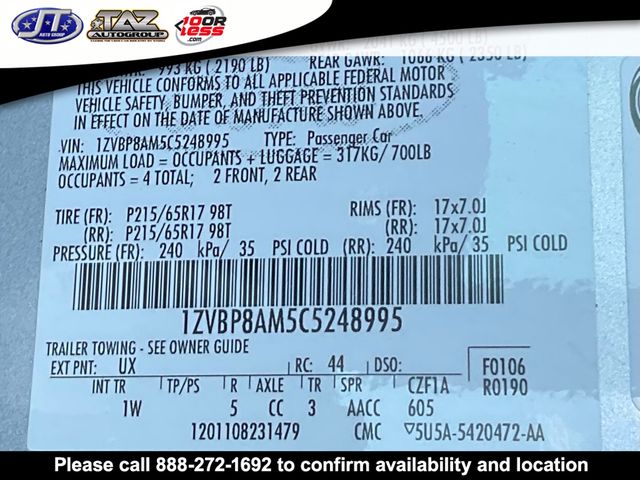 JT AUTO GROUP TAZ AUTOGROUP 10OR LESS.COM
993 KG ( 2190 LB) REAR GAWR: 1066 KG ( 2350 LB)
THIS VEHICLE CONFORMS TO ALL APPLICABLE FEDERAL MOTOR
VEHICLE SAFETY, BUMPER, AND THEFT PREVENTION STANDARDS
IN EFFECT ON THE DATE OF MANUFACTURE SHOWN ABOVE.
VIN: 1ZVBP8AM5C5248995 TYPE: Passenger Car
MAXIMUM LOAD = OCCUPANTS + LUGGAGE = 317KG/ 700LB
OCCUPANTS = 4 TOTAL; 2 FRONT, 2 REAR
TIRE (FR): P215/65R17 98T RIMS (FR): 17x7.0J
(RR): P215/65R17 98T (RR): 17x7.0J
PRESSURE (FR): 240 kPa/ 35 PSI COLD (RR): 240 kPa/ 35 PSI COLD
1ZVBP8AM5C5248995
TRAILER TOWING - SEE OWNER GUIDE
EXT PNT: UX RC: 44 DSO: F0106
INT TR TP/PS R AXLE TR SPR CZF1A R0190
1W 5 CC 3 AACC 605
1201108231479 CMC ▽5U5A-5420472-AA
Please call 888-272-1692 to confirm availability and location